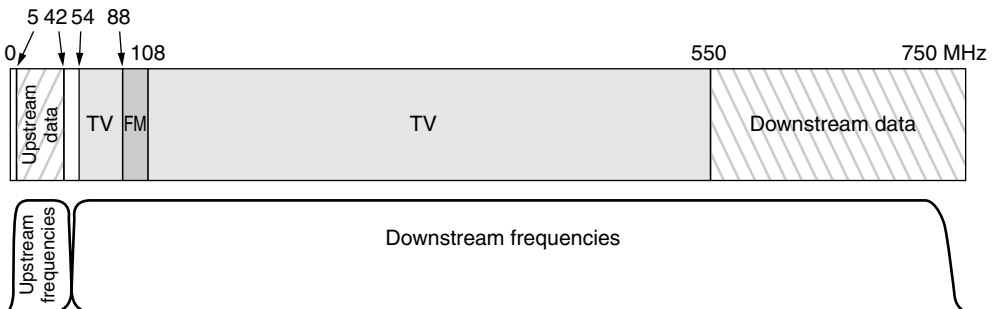 5 42 54 88
0 108 550 750 MHz
Upstream
data
TV FM TV Downstream data
Upstream
frequencies
Downstream frequencies